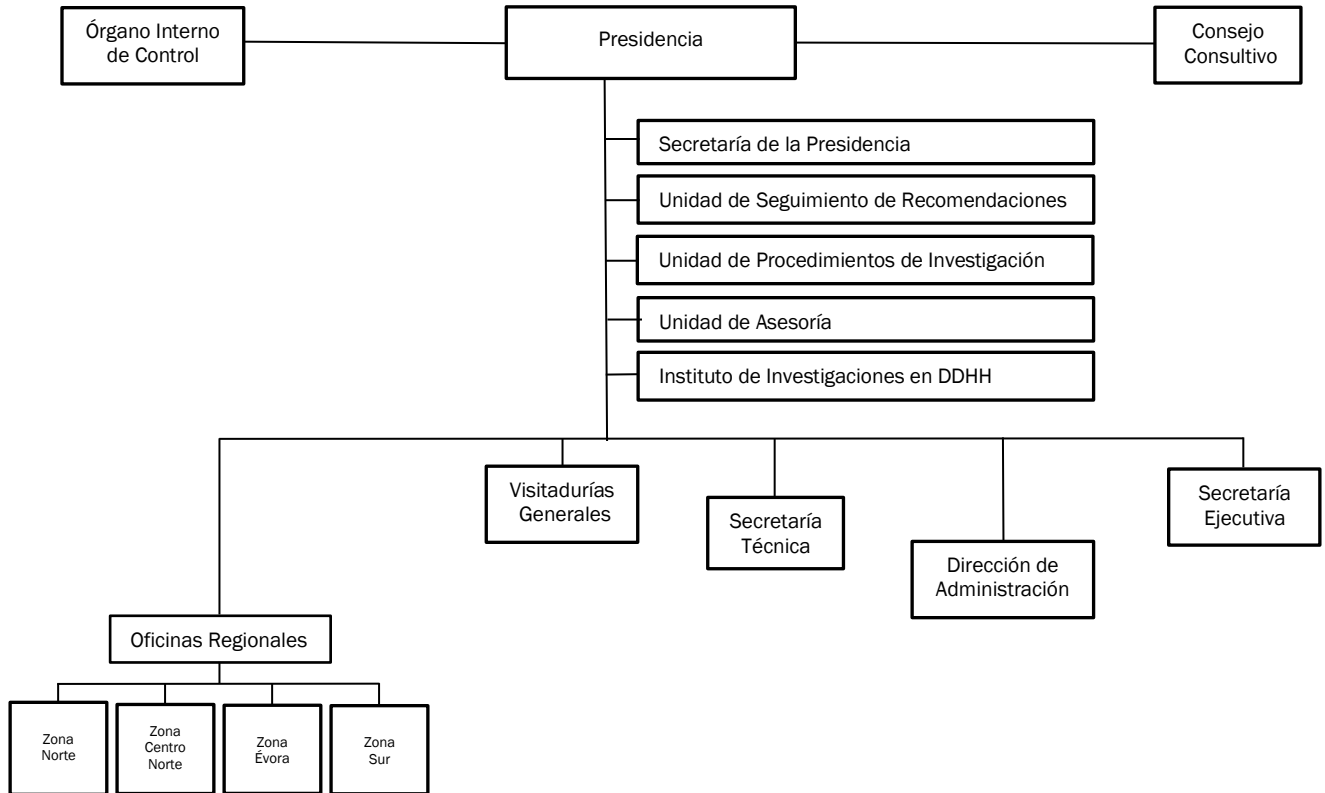 Órgano Interno
de Control
Presidencia
Consejo
Consultivo
Secretaría de la Presidencia
Unidad de Seguimiento de Recomendaciones
Unidad de Procedimientos de Investigación
Unidad de Asesoría
Instituto de Investigaciones en DDHH
Visitadurías
Generales
Secretaría
Técnica
Dirección de
Administración
Secretaría
Ejecutiva
Oficinas Regionales
Zona
Norte
Zona
Centro
Norte
Zona
Évora
Zona
Sur